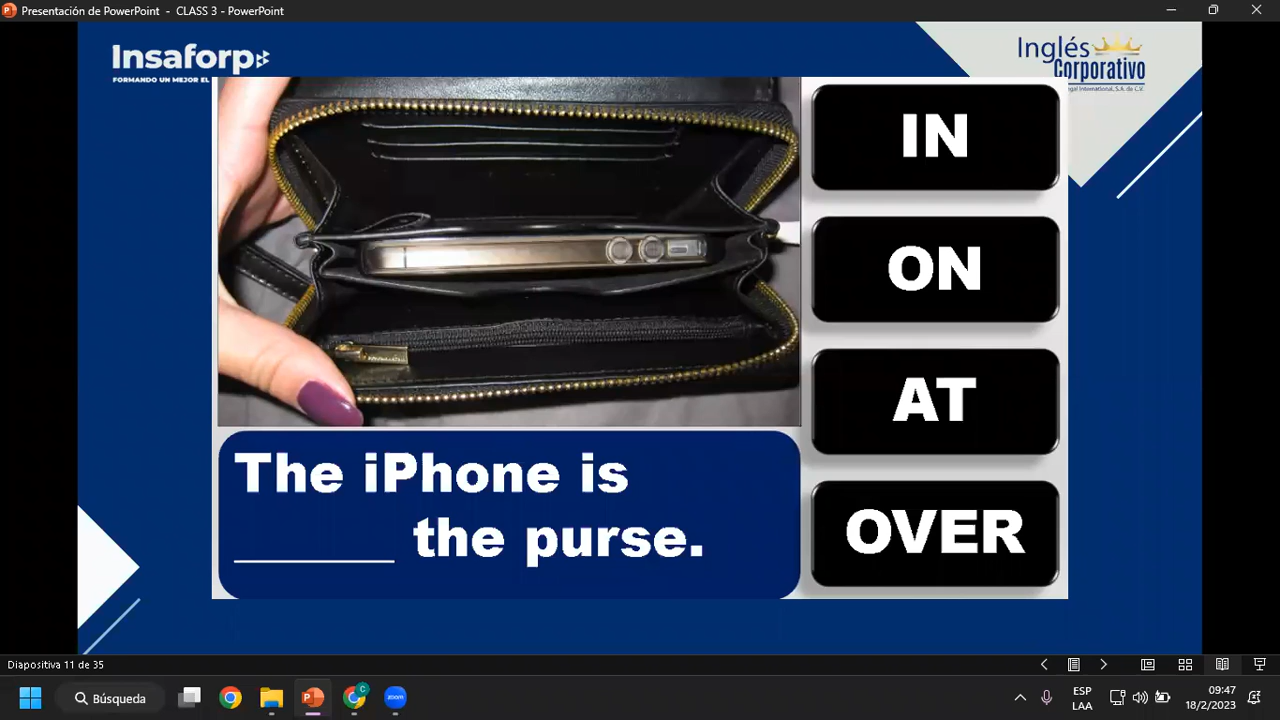 Presentación de PowerPoint - CLASS 3 - PowerPoint
Insaforp
FORMANDO UN MEJOR EL
Inglés
Corporativo
IN
ON
AT
OVER
The iPhone is
______ the purse.
Diapositiva 11 de 35
Búsqueda
ESP
LAA
09:47
18/2/2023